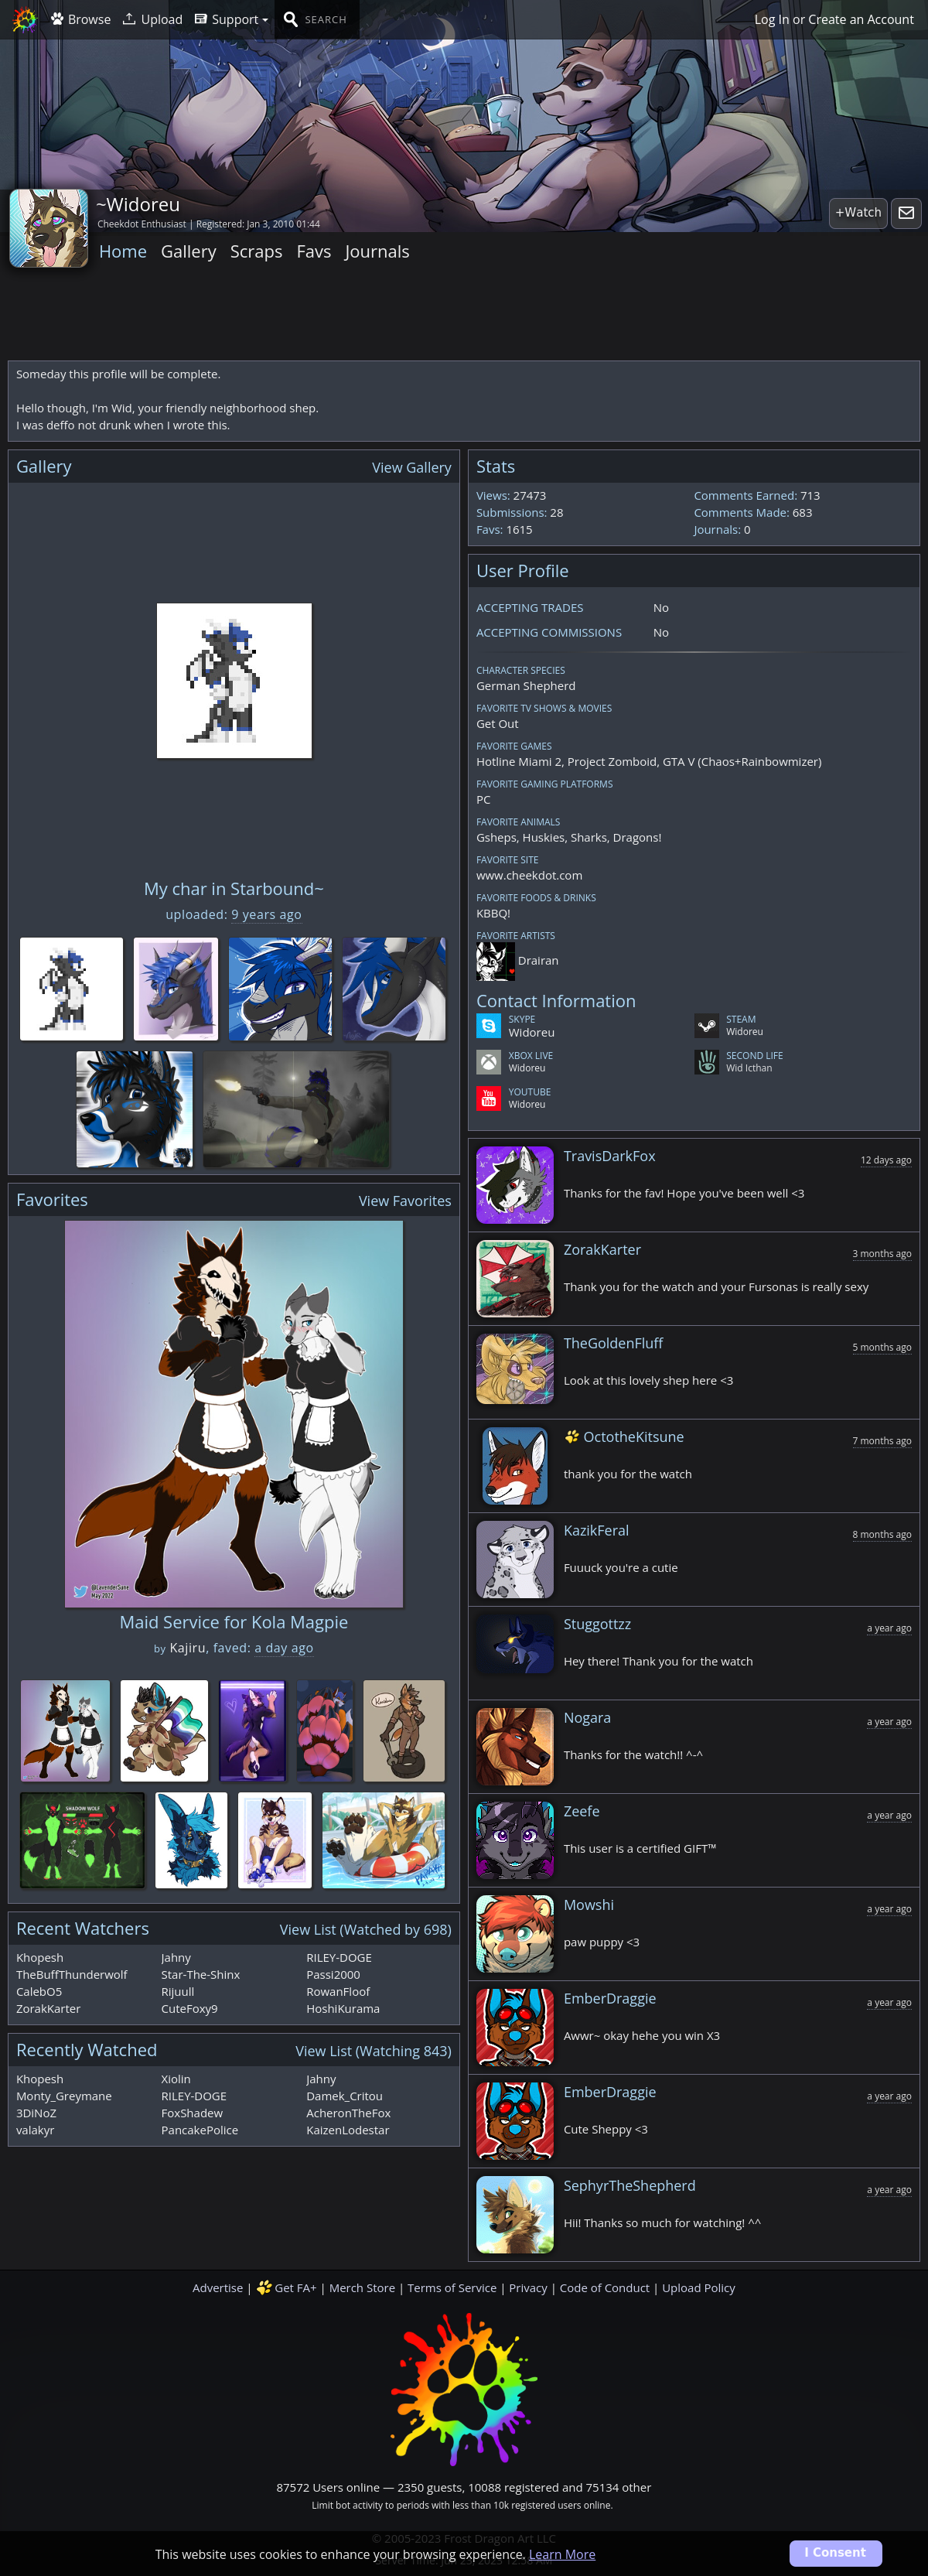 Browse Upload Support SEARCH Log In or Create an Account
~Widoreu
Cheekdot Enthusiast | Registered: Jan 3, 2010 01:44
+Watch
Home Gallery Scraps Favs Journals
Someday this profile will be complete.
Hello though, I'm Wid, your friendly neighborhood shep.
I was deffo not drunk when I wrote this.
Gallery View Gallery
My char in Starbound~
uploaded: 9 years ago
Favorites View Favorites
@LavenderSune
May 2022
Maid Service for Kola Magpie
by Kajiru, faved: a day ago
SHADOW WOLF
Recent Watchers View List (Watched by 698)
Khopesh Jahny RILEY-DOGE
TheBuffThunderwolf Star-The-Shinx Passi2000
CalebO5 Rijuull RowanFloof
ZorakKarter CuteFoxy9 HoshiKurama
Recently Watched View List (Watching 843)
Khopesh Xiolin Jahny
Monty_Greymane RILEY-DOGE Damek_Critou
3DiNoZ FoxShadew AcheronTheFox
valakyr PancakePolice KaizenLodestar
Stats
Views: 27473 Comments Earned: 713
Submissions: 28 Comments Made: 683
Favs: 1615 Journals: 0
User Profile
ACCEPTING TRADES No
ACCEPTING COMMISSIONS No
CHARACTER SPECIES
German Shepherd
FAVORITE TV SHOWS & MOVIES
Get Out
FAVORITE GAMES
Hotline Miami 2, Project Zomboid, GTA V (Chaos+Rainbowmizer)
FAVORITE GAMING PLATFORMS
PC
FAVORITE ANIMALS
Gsheps, Huskies, Sharks, Dragons!
FAVORITE SITE
www.cheekdot.com
FAVORITE FOODS & DRINKS
KBBQ!
FAVORITE ARTISTS
Drairan
Contact Information
SKYPE STEAM
Widoreu Widoreu
XBOX LIVE SECOND LIFE
Widoreu Wid Icthan
YOUTUBE
Widoreu
TravisDarkFox 12 days ago
Thanks for the fav! Hope you've been well <3
ZorakKarter 3 months ago
Thank you for the watch and your Fursonas is really sexy
TheGoldenFluff 5 months ago
Look at this lovely shep here <3
OctotheKitsune 7 months ago
thank you for the watch
KazikFeral 8 months ago
Fuuuck you're a cutie
Stuggottzz a year ago
Hey there! Thank you for the watch
Nogara a year ago
Thanks for the watch!! ^-^
Zeefe a year ago
This user is a certified GIFT™
Mowshi a year ago
paw puppy <3
EmberDraggie a year ago
Awwr~ okay hehe you win X3
EmberDraggie a year ago
Cute Sheppy <3
SephyrTheShepherd a year ago
Hii! Thanks so much for watching! ^^
Advertise | Get FA+ | Merch Store | Terms of Service | Privacy | Code of Conduct | Upload Policy
87572 Users online — 2350 guests, 10088 registered and 75134 other
Limit bot activity to periods with less than 10k registered users online.
© 2005-2023 Frost Dragon Art LLC
This website uses cookies to enhance your browsing experience. Learn More
I Consent